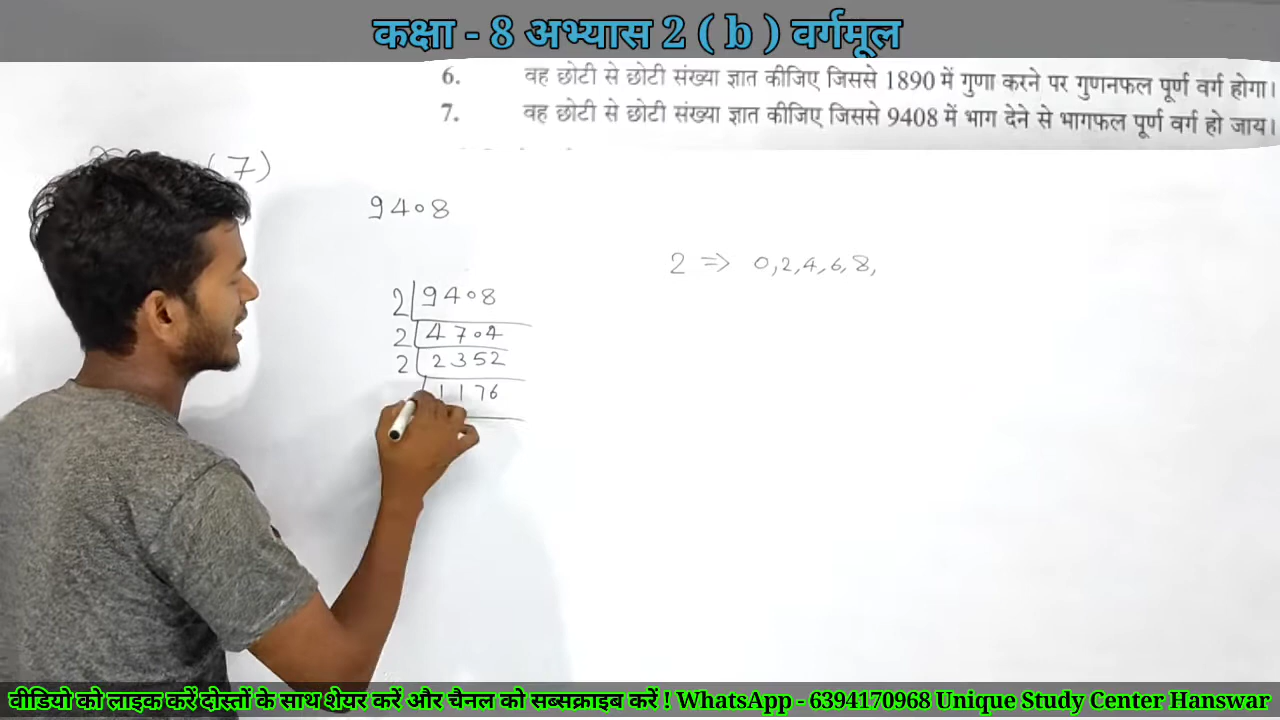 कक्षा - 8 अभ्यास 2 ( b ) वर्गमूल
6. वह छोटी से छोटी संख्या ज्ञात कीजिए जिससे 1890 में गुणा करने पर गुणनफल पूर्ण वर्ग होगा।
7. वह छोटी से छोटी संख्या ज्ञात कीजिए जिससे 9408 में भाग देने से भागफल पूर्ण वर्ग हो जाय।
(7)
9408
2 => 0,2,4,6,8,
2 9408
2 4704
2 2352
1176
वीडियो को लाइक करें दोस्तों के साथ शेयर करें और चैनल को सब्सक्राइब करें ! WhatsApp - 6394170968 Unique Study Center Hanswar